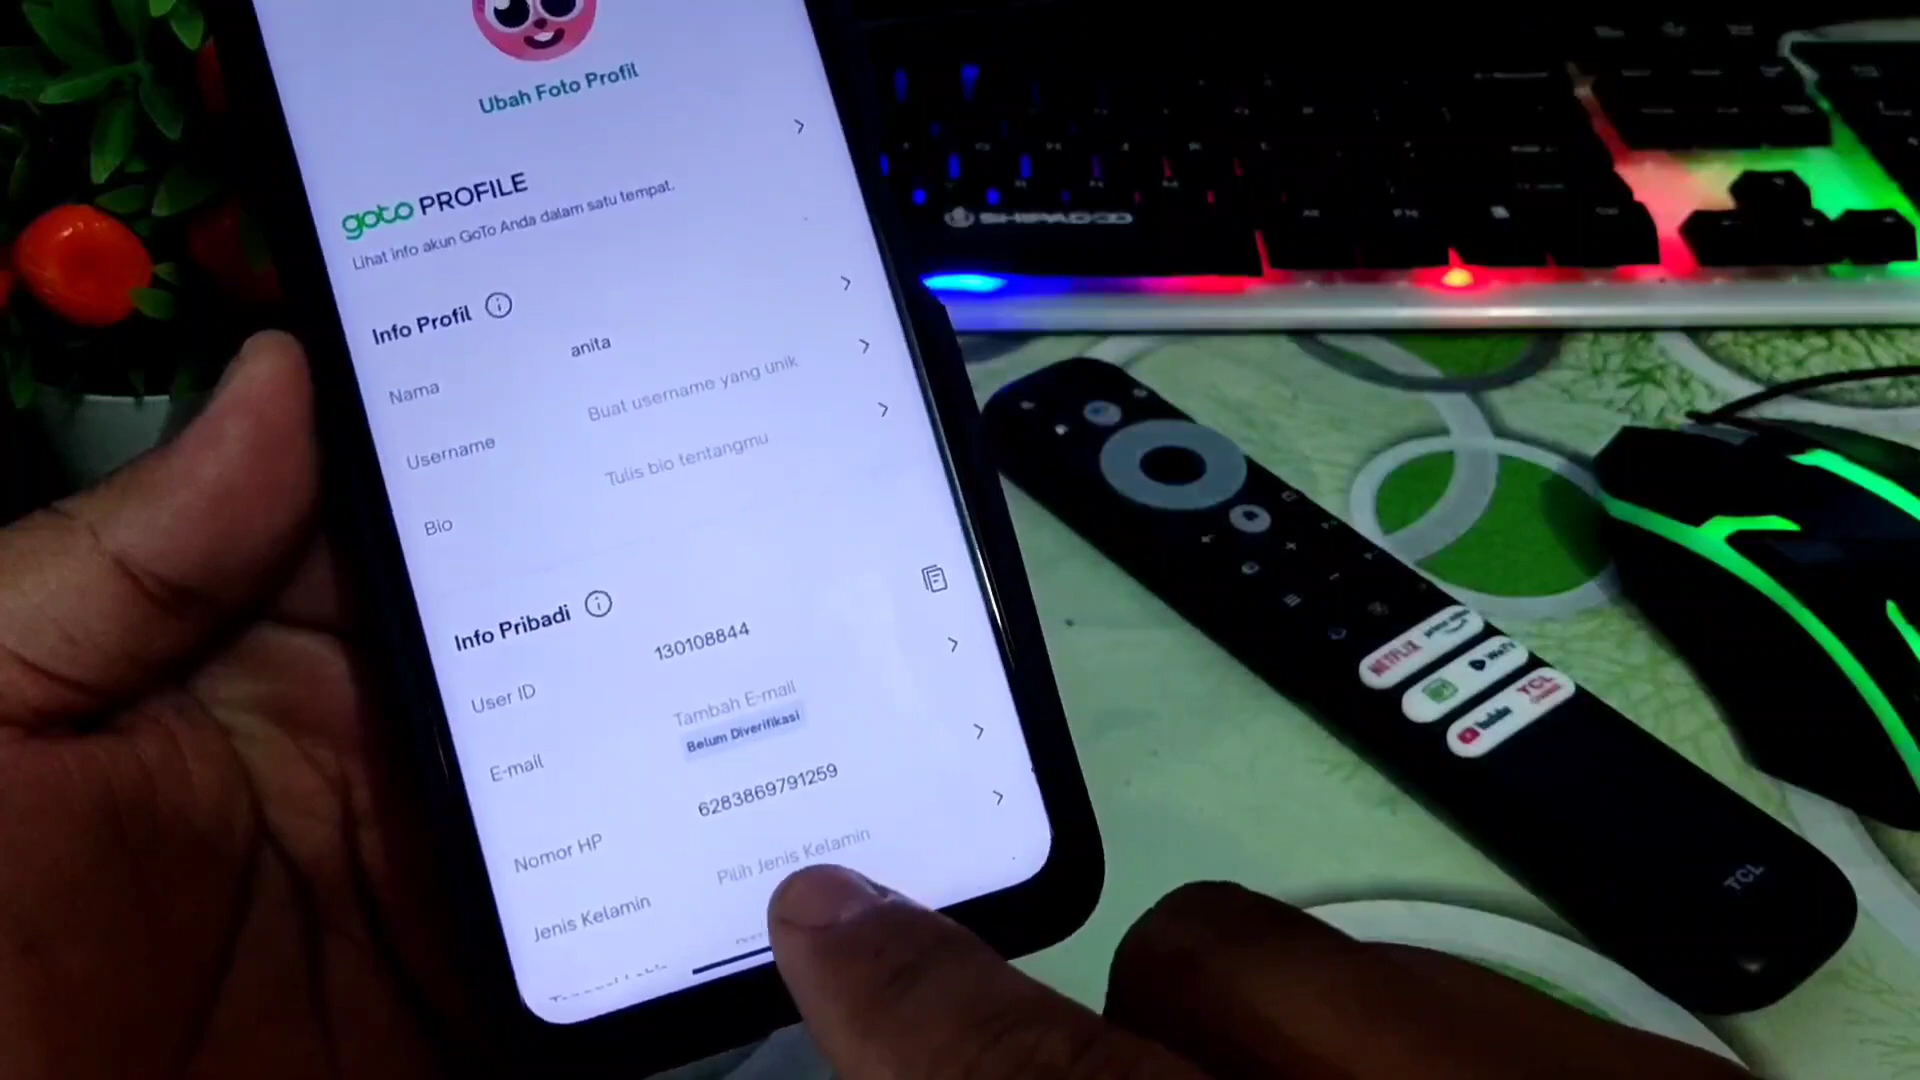 Ubah Foto Profil
goto PROFILE
Lihat info akun GoTo Anda dalam satu tempat.
Info Profil
Nama
anita
Username
Buat username yang unik
Bio
Tulis bio tentangmu
Info Pribadi
User ID
130108844
E-mail
Tambah E-mail
Belum Diverifikasi
Nomor HP
6283869791259
Jenis Kelamin
Pilih Jenis Kelamin
NETFLIX
prime video
YouTube
TCL
TCL